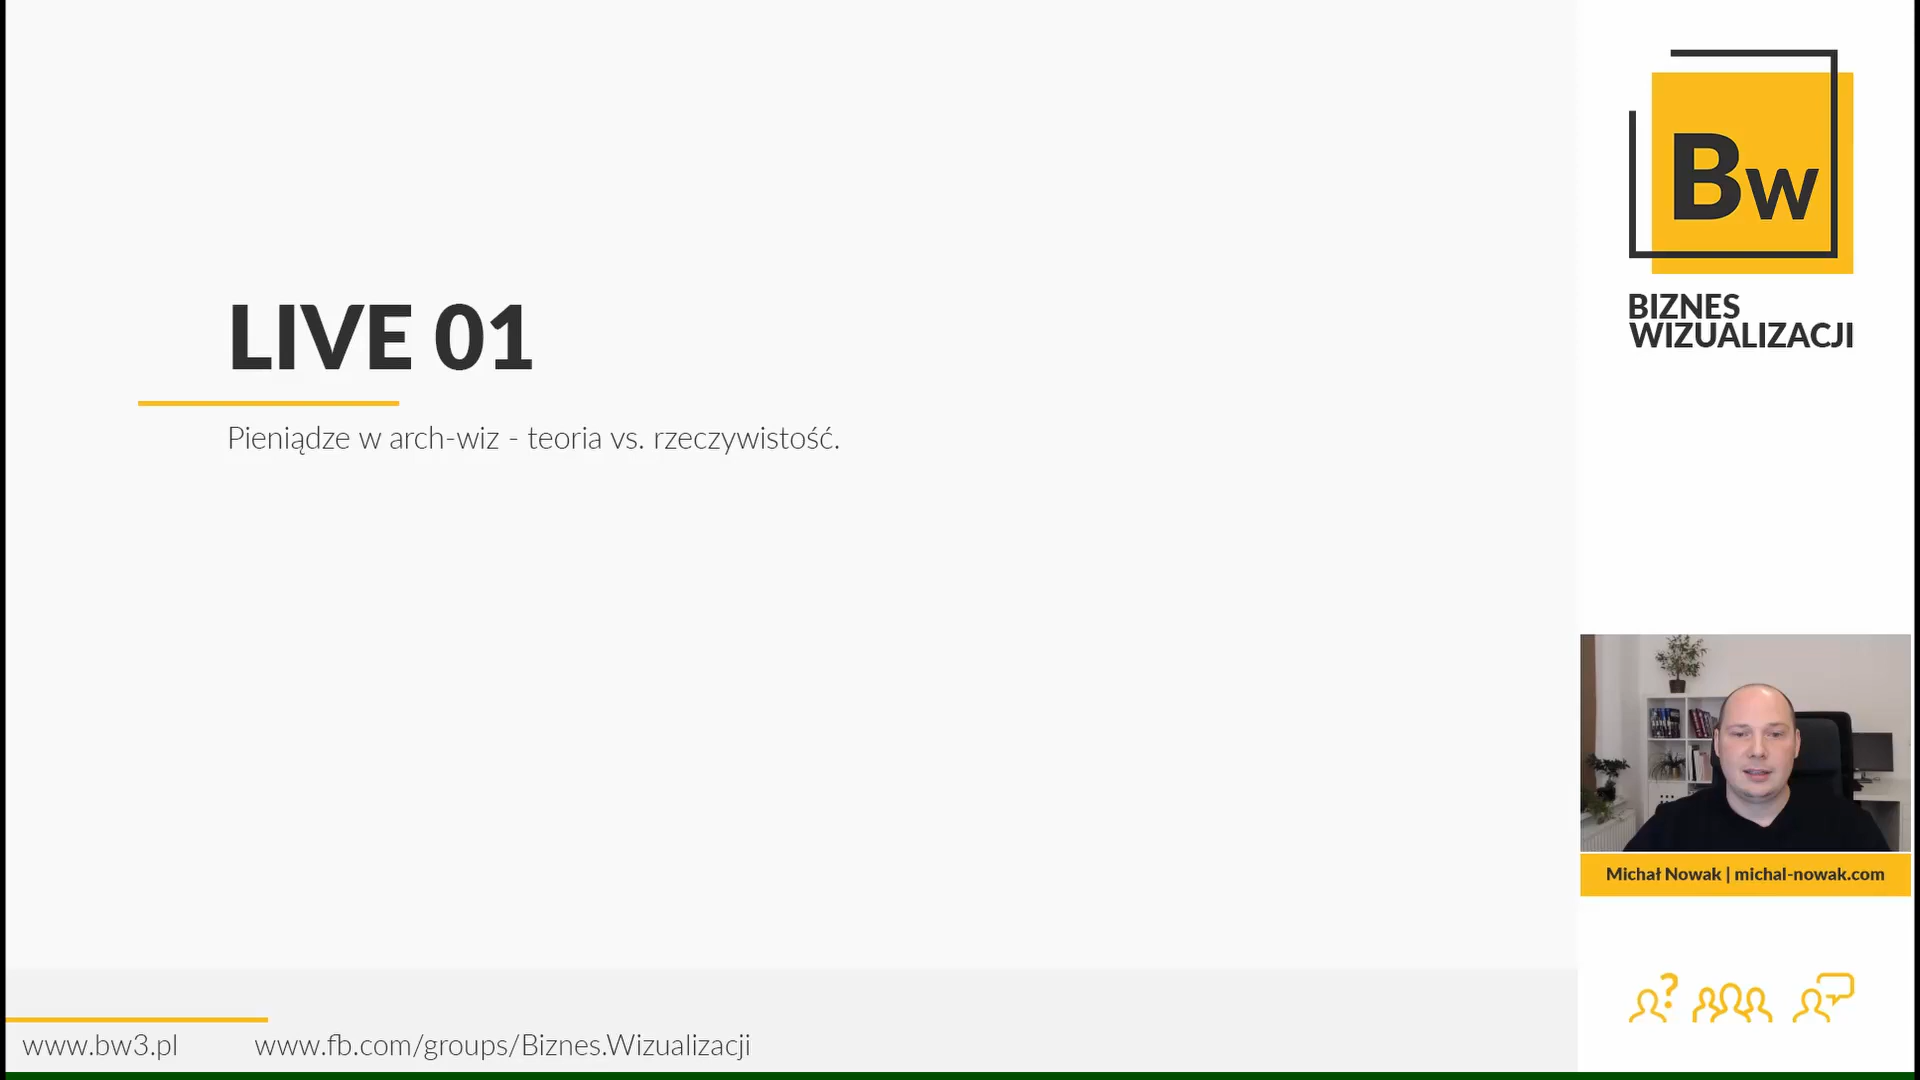 LIVE 01
Pieniądze w arch-wiz - teoria vs. rzeczywistość.
Bw
BIZNES
WIZUALIZACJI
Michał Nowak | michal-nowak.com
?
www.bw3.pl
www.fb.com/groups/Biznes.Wizualizacji